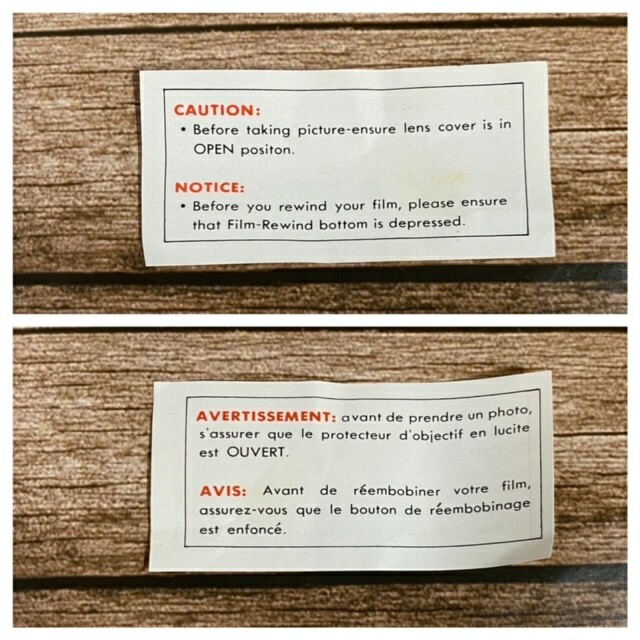 CAUTION:
• Before taking picture-ensure lens cover is in
OPEN positon.
NOTICE:
• Before you rewind your film, please ensure
that Film-Rewind bottom is depressed.
AVERTISSEMENT: avant de prendre un photo,
s'assurer que le protecteur d'objectif en lucite
est OUVERT.
AVIS: Avant de réembobiner votre film,
assurez-vous que le bouton de réembobinage
est enfoncé.